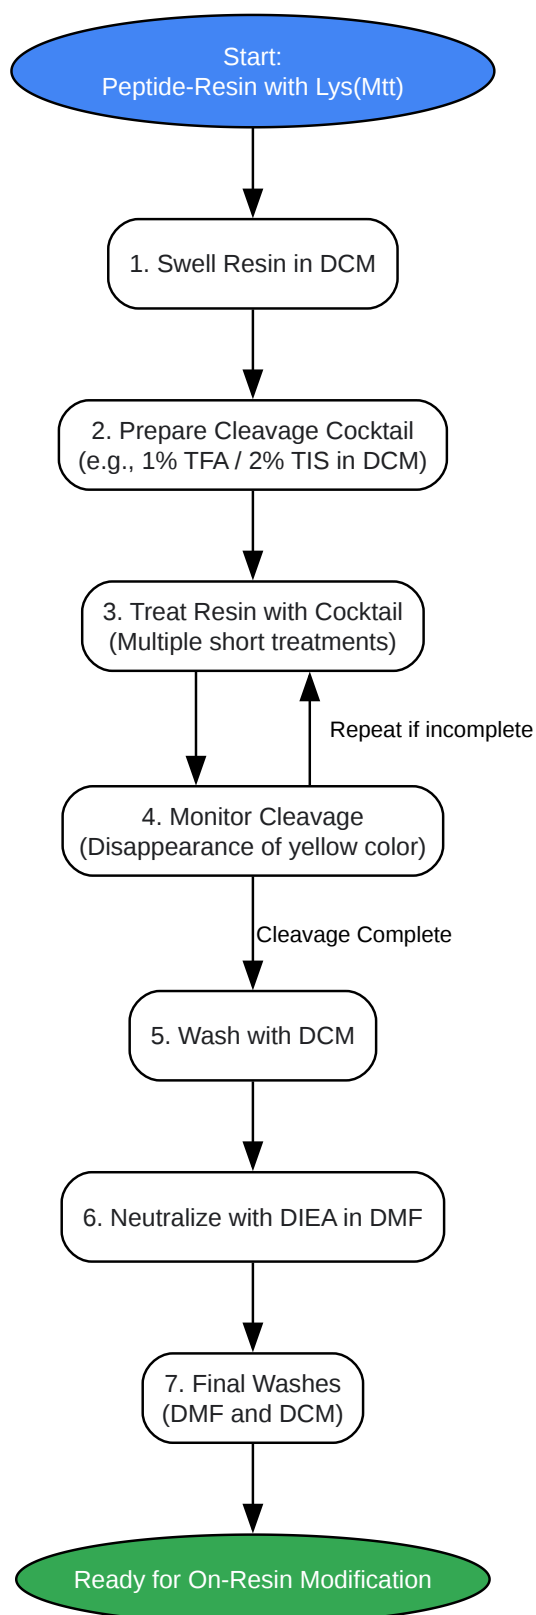 Start:
Peptide-Resin with Lys(Mtt)
1. Swell Resin in DCM
2. Prepare Cleavage Cocktail
(e.g., 1% TFA / 2% TIS in DCM)
3. Treat Resin with Cocktail
(Multiple short treatments)
Repeat if incomplete
4. Monitor Cleavage
(Disappearance of yellow color)
Cleavage Complete
5. Wash with DCM
6. Neutralize with DIEA in DMF
7. Final Washes
(DMF and DCM)
Ready for On-Resin Modification